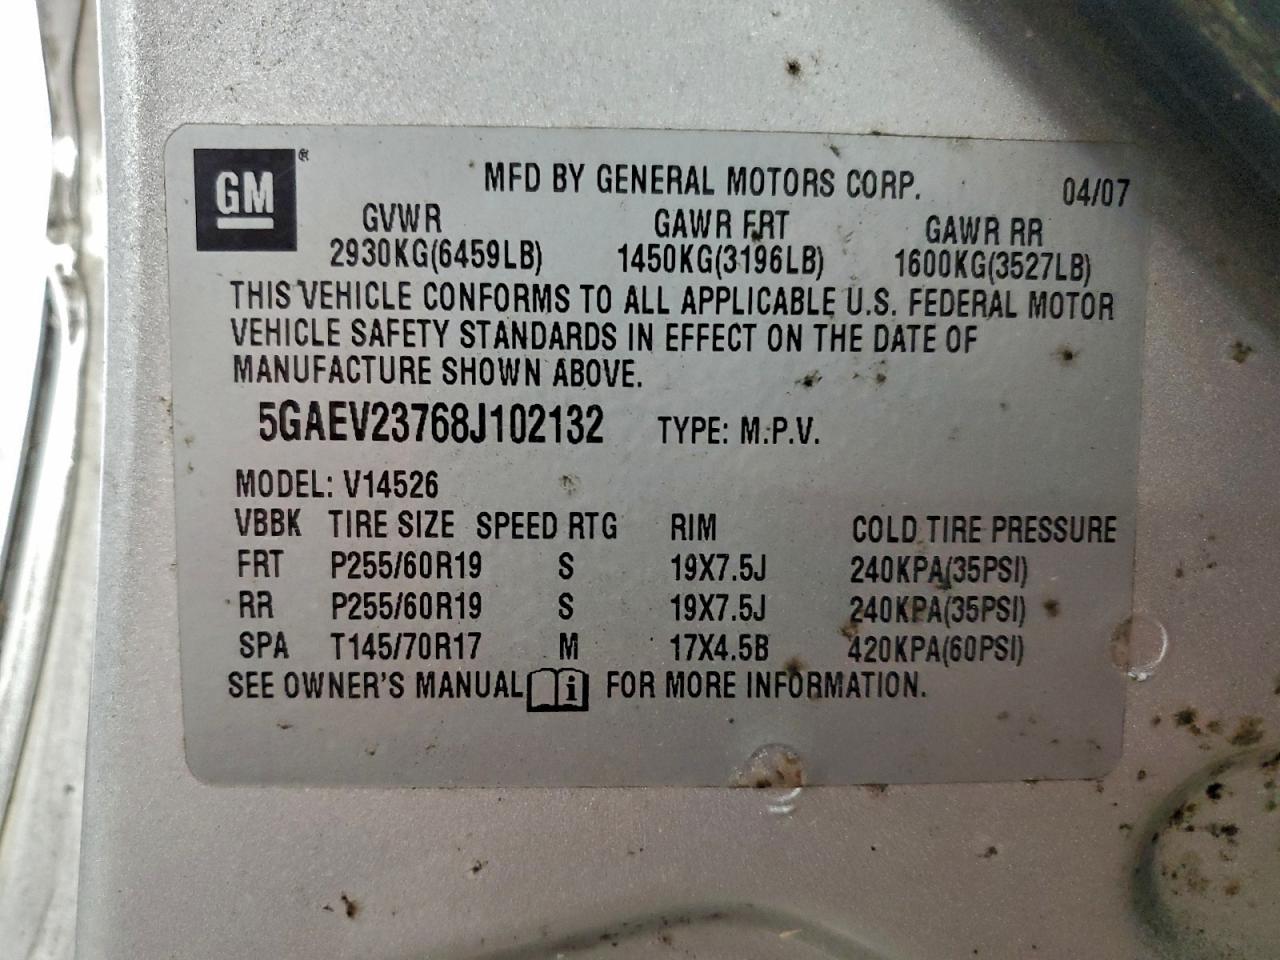 GM®
MFD BY GENERAL MOTORS CORP. 04/07
GVWR GAWR FRT GAWR RR
2930KG(6459LB) 1450KG(3196LB) 1600KG(3527LB)
THIS VEHICLE CONFORMS TO ALL APPLICABLE U.S. FEDERAL MOTOR
VEHICLE SAFETY STANDARDS IN EFFECT ON THE DATE OF
MANUFACTURE SHOWN ABOVE.
5GAEV23768J102132 TYPE: M.P.V.
MODEL: V14526
VBBK TIRE SIZE SPEED RTG RIM COLD TIRE PRESSURE
FRT P255/60R19 S 19X7.5J 240KPA(35PSI)
RR P255/60R19 S 19X7.5J 240KPA(35PSI)
SPA T145/70R17 M 17X4.5B 420KPA(60PSI)
SEE OWNER'S MANUAL i FOR MORE INFORMATION.